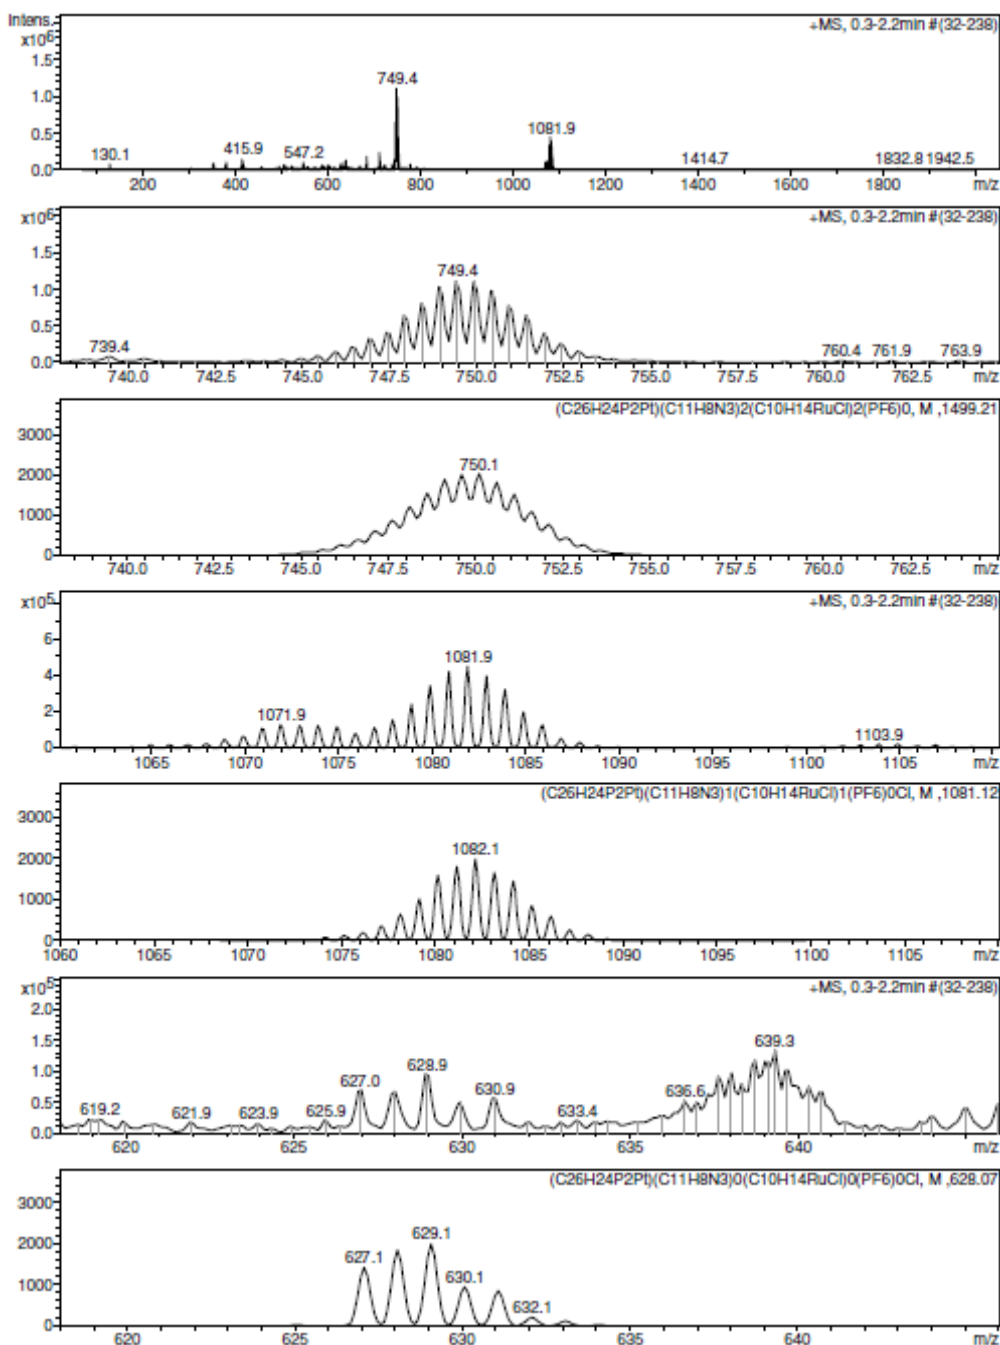 Intens. +MS, 0.3-2.2min #(32-238)
x10^6
1.5
1.0
0.5
0.0
749.4
1081.9
130.1 415.9 547.2 1414.7 1832.8 1942.5
200 400 600 800 1000 1200 1400 1600 1800 m/z
x10^6 +MS, 0.3-2.2min #(32-238)
1.5
1.0
0.5
0.0
749.4
739.4 760.4 761.9 763.9
740.0 742.5 745.0 747.5 750.0 752.5 755.0 757.5 760.0 762.5 m/z
(C26H24P2Pt)(C11H8N3)2(C10H14RuCl)2(PF6)0, M ,1499.21
3000
2000
1000
0
750.1
740.0 742.5 745.0 747.5 750.0 752.5 755.0 757.5 760.0 762.5 m/z
x10^5 +MS, 0.3-2.2min #(32-238)
6
4
2
0
1081.9
1071.9 1103.9
1065 1070 1075 1080 1085 1090 1095 1100 1105 m/z
(C26H24P2Pt)(C11H8N3)1(C10H14RuCl)1(PF6)0Cl, M ,1081.12
3000
2000
1000
0
1082.1
1060 1065 1070 1075 1080 1085 1090 1095 1100 1105 m/z
x10^5 +MS, 0.3-2.2min #(32-238)
2.0
1.5
1.0
0.5
0.0
639.3
627.0 628.9 630.9 636.6
619.2 621.9 623.9 625.9 633.4
620 625 630 635 640 m/z
(C26H24P2Pt)(C11H8N3)0(C10H14RuCl)0(PF6)0Cl, M ,628.07
3000
2000
1000
0
629.1
627.1
630.1
632.1
620 625 630 635 640 m/z